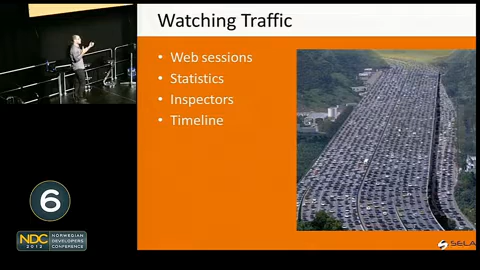 Watching Traffic
• Web sessions
• Statistics
• Inspectors
• Timeline
6
NDC
2012
NORWEGIAN
DEVELOPERS
CONFERENCE
SELA